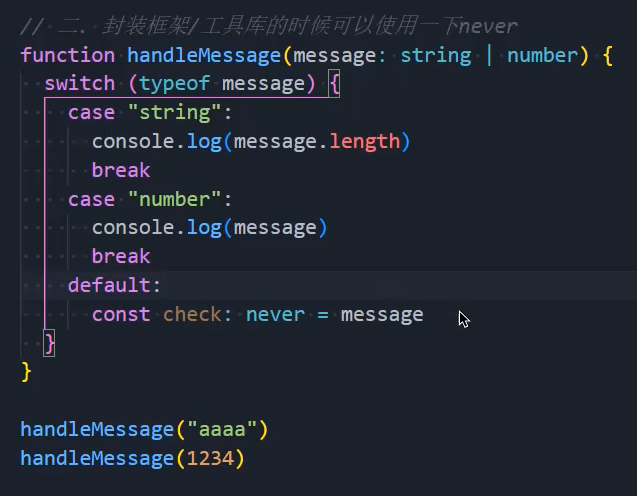 // 二. 封装框架/工具库的时候可以使用一下never
function handleMessage(message: string | number) {
  switch (typeof message) {
    case "string":
      console.log(message.length)
      break
    case "number":
      console.log(message)
      break
    default:
      const check: never = message
  }
}

handleMessage("aaaa")
handleMessage(1234)